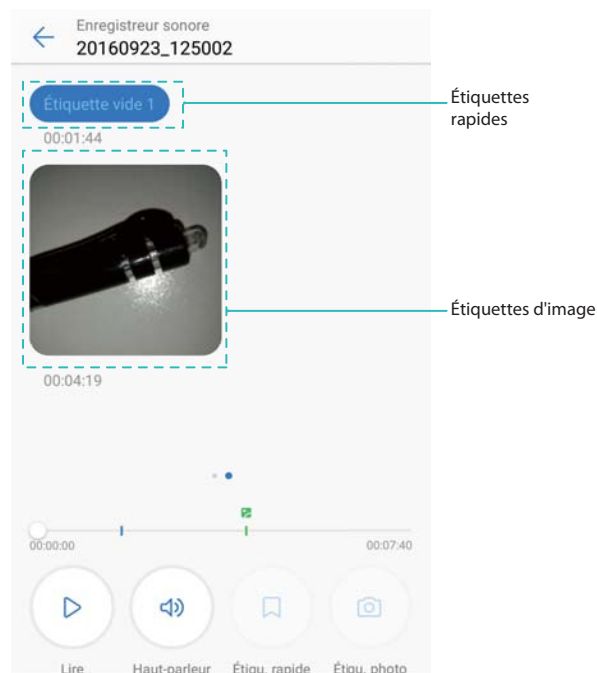 Enregistreur sonore
20160923_125002
Étiquette vide 1
00:01:44
Étiquettes
rapides
00:04:19
Étiquettes d'image
00:00:00
00:07:40
Lire
Haut-parleur
Étiqu. rapide
Étiqu. photo